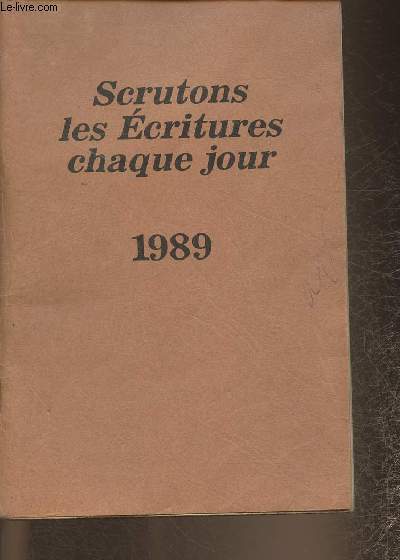 Le-livre.com
Scrutons
les Écritures
chaque jour
1989